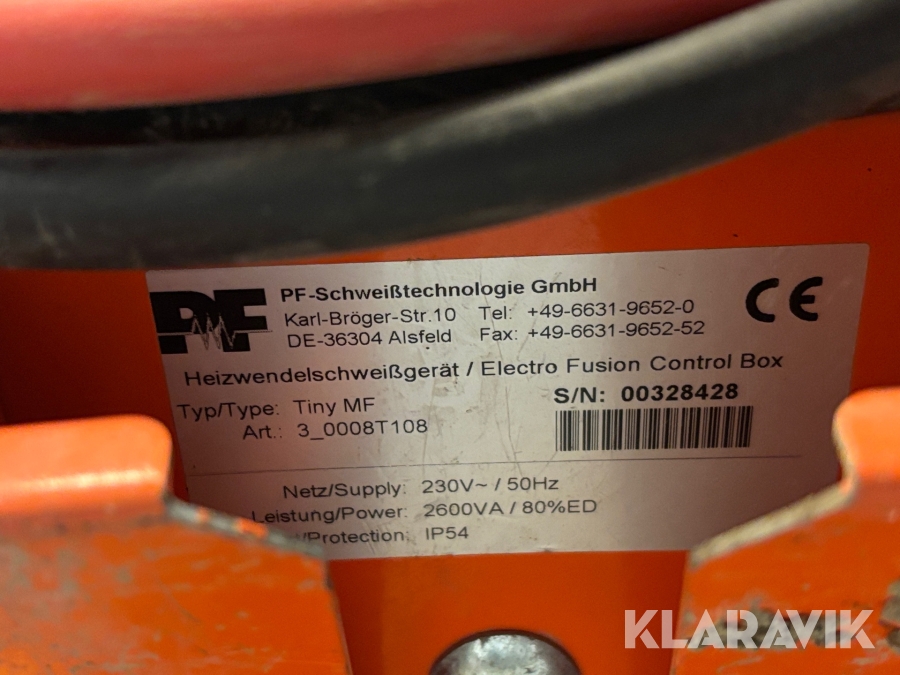 PF
PF-Schweißtechnologie GmbH
Karl-Bröger-Str.10 Tel: +49-6631-9652-0
DE-36304 Alsfeld Fax: +49-6631-9652-52
CE
Heizwendelschweißgerät / Electro Fusion Control Box
Typ/Type: Tiny MF
S/N: 00328428
Art.: 3_0008T108
Netz/Supply: 230V~ / 50Hz
Leistung/Power: 2600VA / 80%ED
/Protection: IP54
KLARAVIK